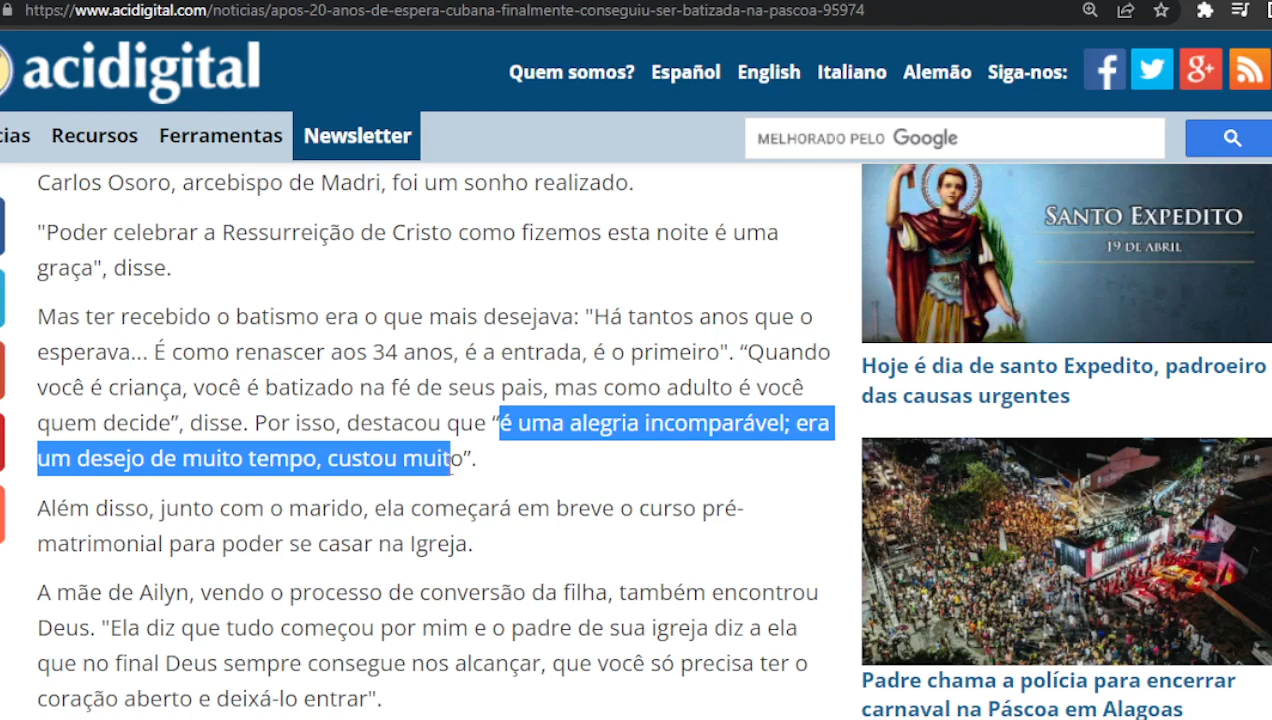 https://www.acidigital.com/noticias/apos-20-anos-de-espera-cubana-finalmente-conseguiu-ser-batizada-na-pascoa-95974
acidigital
Quem somos? Español English Italiano Alemão Siga-nos:
cias Recursos Ferramentas Newsletter
MELHORADO PELO Google
Carlos Osoro, arcebispo de Madri, foi um sonho realizado.
"Poder celebrar a Ressurreição de Cristo como fizemos esta noite é uma
graça", disse.
Mas ter recebido o batismo era o que mais desejava: "Há tantos anos que o
esperava... É como renascer aos 34 anos, é a entrada, é o primeiro". “Quando
você é criança, você é batizado na fé de seus pais, mas como adulto é você
quem decide”, disse. Por isso, destacou que “é uma alegria incomparável; era
um desejo de muito tempo, custou muito”.
Além disso, junto com o marido, ela começará em breve o curso pré-
matrimonial para poder se casar na Igreja.
A mãe de Ailyn, vendo o processo de conversão da filha, também encontrou
Deus. "Ela diz que tudo começou por mim e o padre de sua igreja diz a ela
que no final Deus sempre consegue nos alcançar, que você só precisa ter o
coração aberto e deixá-lo entrar".
SANTO EXPEDITO
19 DE ABRIL
Hoje é dia de santo Expedito, padroeiro
das causas urgentes
Padre chama a polícia para encerrar
carnaval na Páscoa em Alagoas